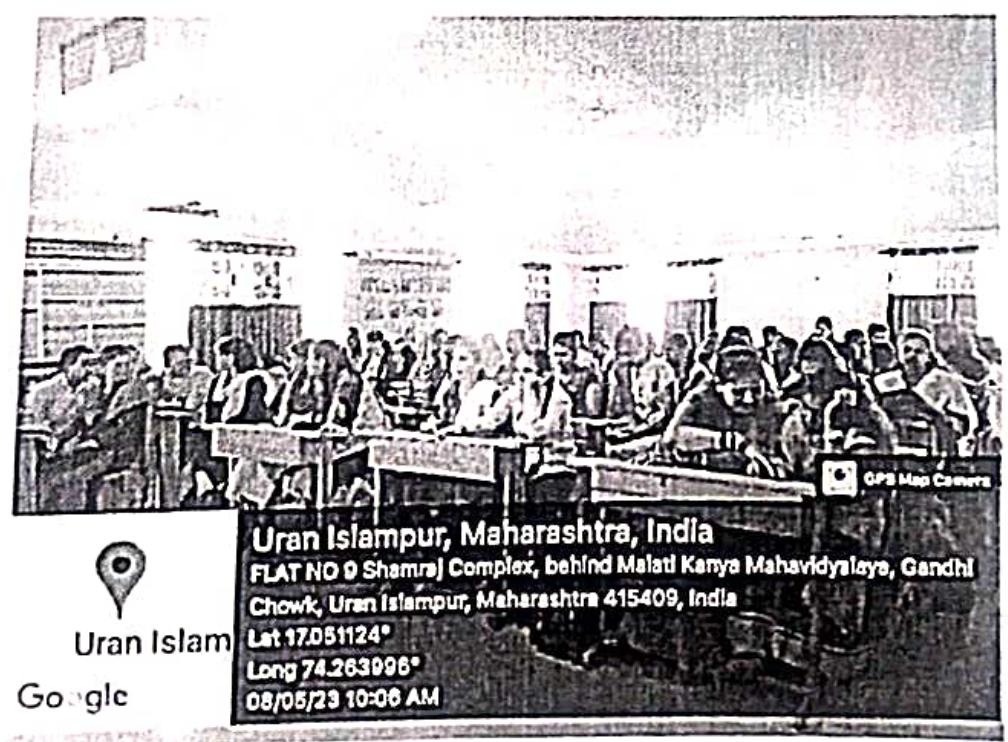 GPS Map Camera
Uran Islampur, Maharashtra, India
FLAT NO 9 Shamraj Complex, behind Malati Kanya Mahavidyalaya, Gandhi
Chowk, Uran Islampur, Maharashtra 415409, India
Lat 17.051124°
Long 74.263996°
08/05/23 10:06 AM
Uran Islam
Google